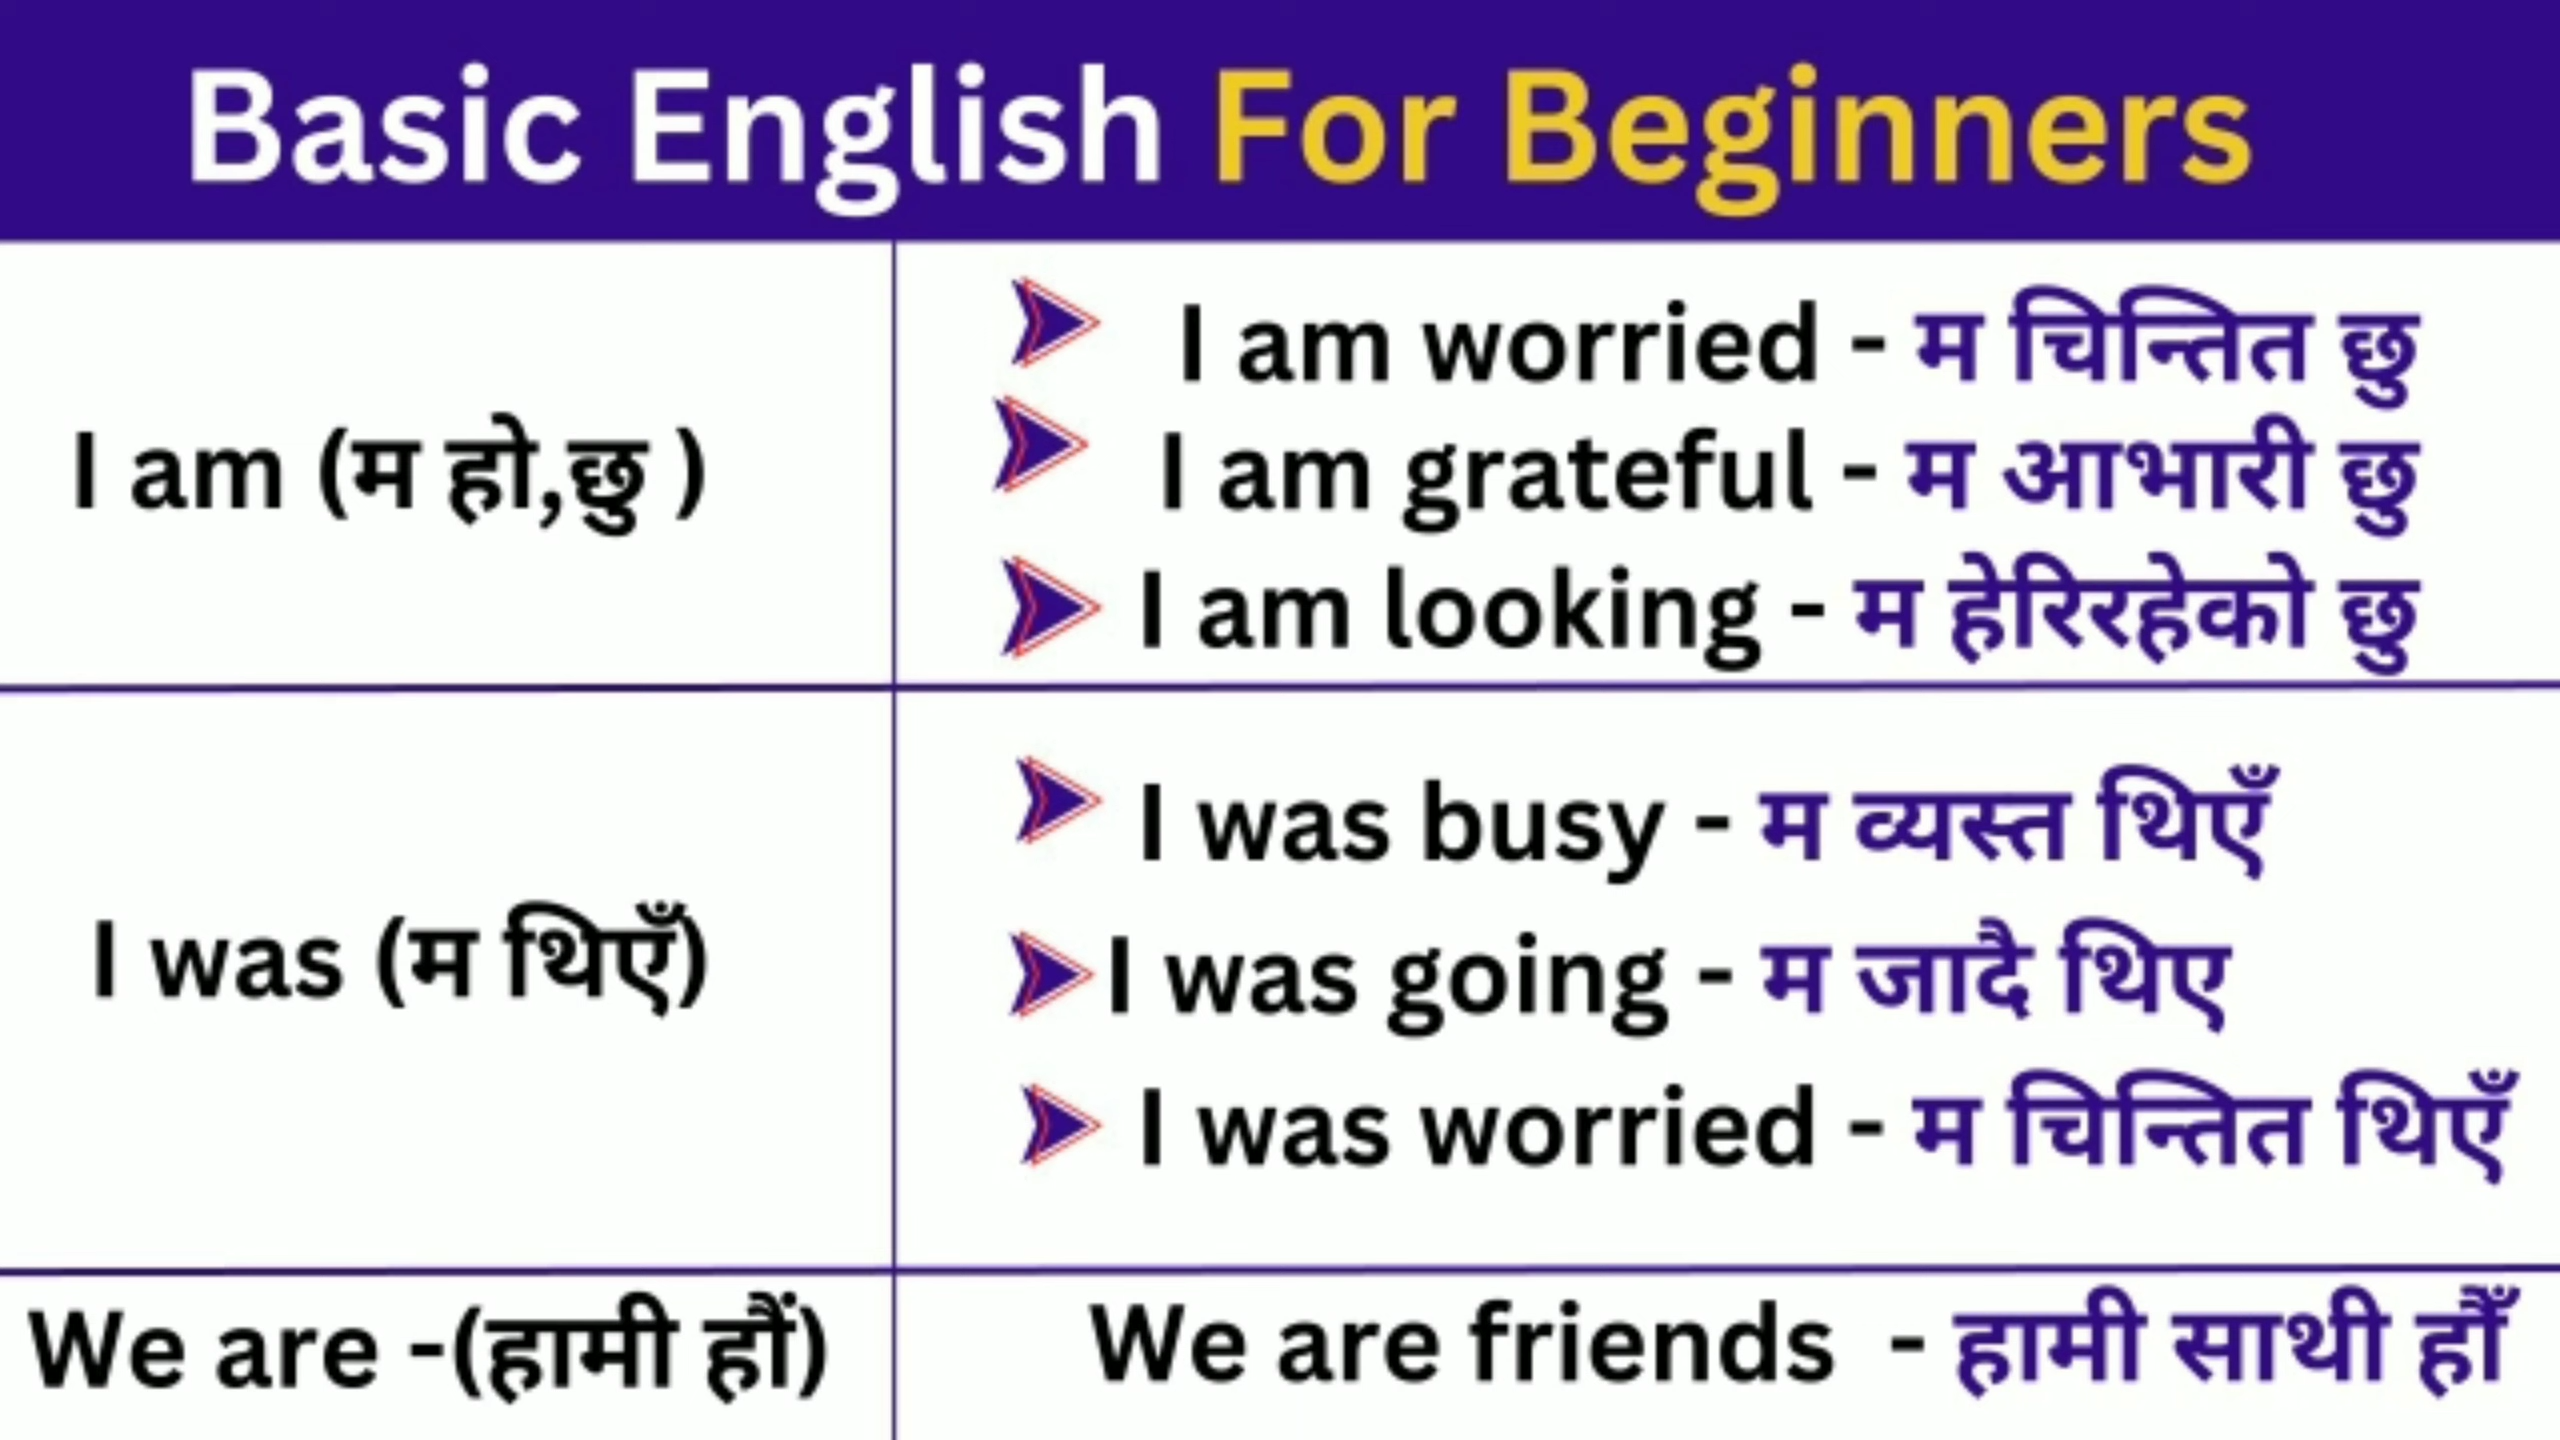 Basic English For Beginners
I am (म हो,छु )
I am worried - म चिन्तित छु
I am grateful - म आभारी छु
I am looking - म हेरिरहेको छु
I was (म थिएँ)
I was busy - म व्यस्त थिएँ
I was going - म जादै थिए
I was worried - म चिन्तित थिएँ
We are -(हामी हौं)
We are friends - हामी साथी हौँ